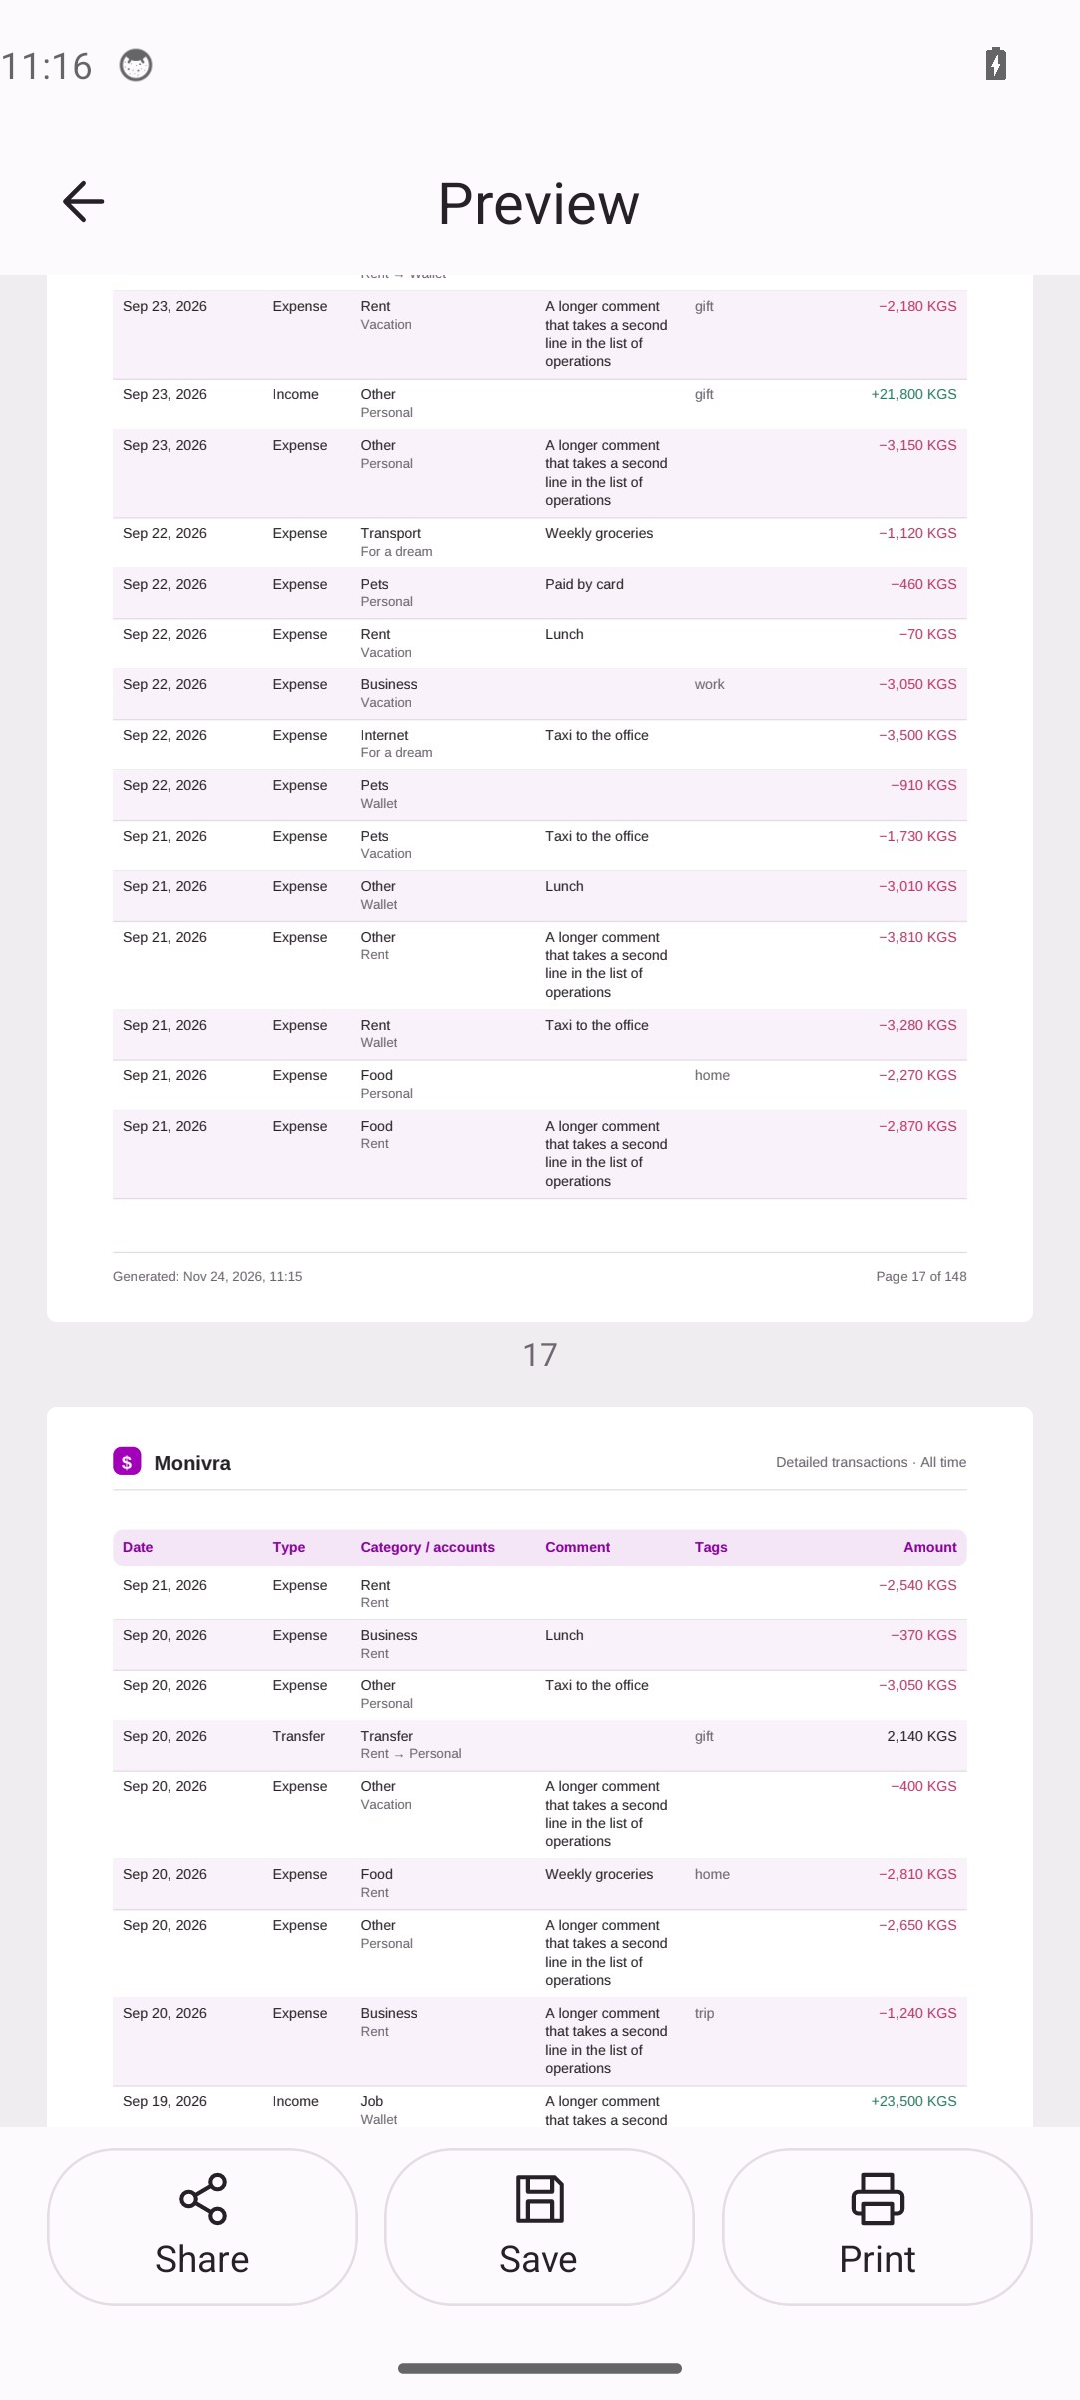 11:16
Preview
Rent → Wallet
Sep 23, 2026 Expense Rent A longer comment gift −2,180 KGS
Vacation that takes a second
line in the list of
operations
Sep 23, 2026 Income Other gift +21,800 KGS
Personal
Sep 23, 2026 Expense Other A longer comment −3,150 KGS
Personal that takes a second
line in the list of
operations
Sep 22, 2026 Expense Transport Weekly groceries −1,120 KGS
For a dream
Sep 22, 2026 Expense Pets Paid by card −460 KGS
Personal
Sep 22, 2026 Expense Rent Lunch −70 KGS
Vacation
Sep 22, 2026 Expense Business work −3,050 KGS
Vacation
Sep 22, 2026 Expense Internet Taxi to the office −3,500 KGS
For a dream
Sep 22, 2026 Expense Pets −910 KGS
Wallet
Sep 21, 2026 Expense Pets Taxi to the office −1,730 KGS
Vacation
Sep 21, 2026 Expense Other Lunch −3,010 KGS
Wallet
Sep 21, 2026 Expense Other A longer comment −3,810 KGS
Rent that takes a second
line in the list of
operations
Sep 21, 2026 Expense Rent Taxi to the office −3,280 KGS
Wallet
Sep 21, 2026 Expense Food home −2,270 KGS
Personal
Sep 21, 2026 Expense Food A longer comment −2,870 KGS
Rent that takes a second
line in the list of
operations
Generated: Nov 24, 2026, 11:15 Page 17 of 148
17
$ Monivra Detailed transactions · All time
Date Type Category / accounts Comment Tags Amount
Sep 21, 2026 Expense Rent −2,540 KGS
Rent
Sep 20, 2026 Expense Business Lunch −370 KGS
Rent
Sep 20, 2026 Expense Other Taxi to the office −3,050 KGS
Personal
Sep 20, 2026 Transfer Transfer gift 2,140 KGS
Rent → Personal
Sep 20, 2026 Expense Other A longer comment −400 KGS
Vacation that takes a second
line in the list of
operations
Sep 20, 2026 Expense Food Weekly groceries home −2,810 KGS
Rent
Sep 20, 2026 Expense Other A longer comment −2,650 KGS
Personal that takes a second
line in the list of
operations
Sep 20, 2026 Expense Business A longer comment trip −1,240 KGS
Rent that takes a second
line in the list of
operations
Sep 19, 2026 Income Job A longer comment +23,500 KGS
Wallet that takes a second
Share Save Print